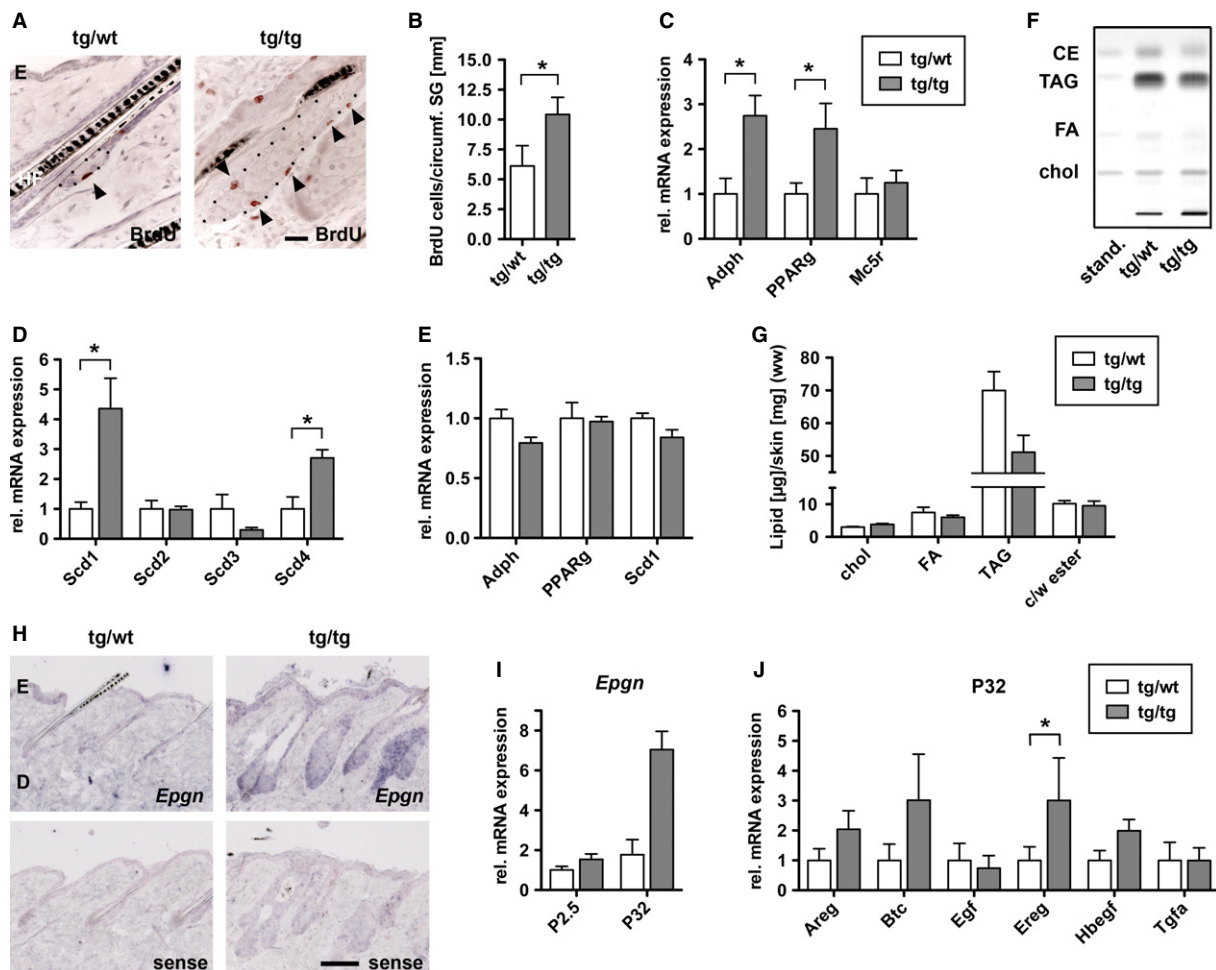 A
tg/wt
tg/tg
E
HF
BrdU
BrdU
B
BrdU cells/circumf. SG [mm]
15.0
12.5
10.0
7.5
5.0
2.5
0.0
*
tg/wt
tg/tg
C
rel. mRNA expression
4
3
2
1
0
*
*
tg/wt
tg/tg
Adph
PPARg
Mc5r
F
CE
TAG
FA
chol
stand.
tg/wt
tg/tg
D
rel. mRNA expression
6
5
4
3
2
1
0
*
*
Scd1
Scd2
Scd3
Scd4
E
rel. mRNA expression
1.5
1.0
0.5
0.0
Adph
PPARg
Scd1
G
Lipid [µg]/skin [mg] (ww)
70
60
50
10
0
tg/wt
tg/tg
chol
FA
TAG
c/w ester
H
tg/wt
tg/tg
E
D
Epgn
Epgn
sense
sense
I
Epgn
rel. mRNA expression
8
6
4
2
0
P2.5
P32
J
P32
rel. mRNA expression
5
4
3
2
1
0
*
tg/wt
tg/tg
Areg
Btc
Egf
Ereg
Hbegf
Tgfa